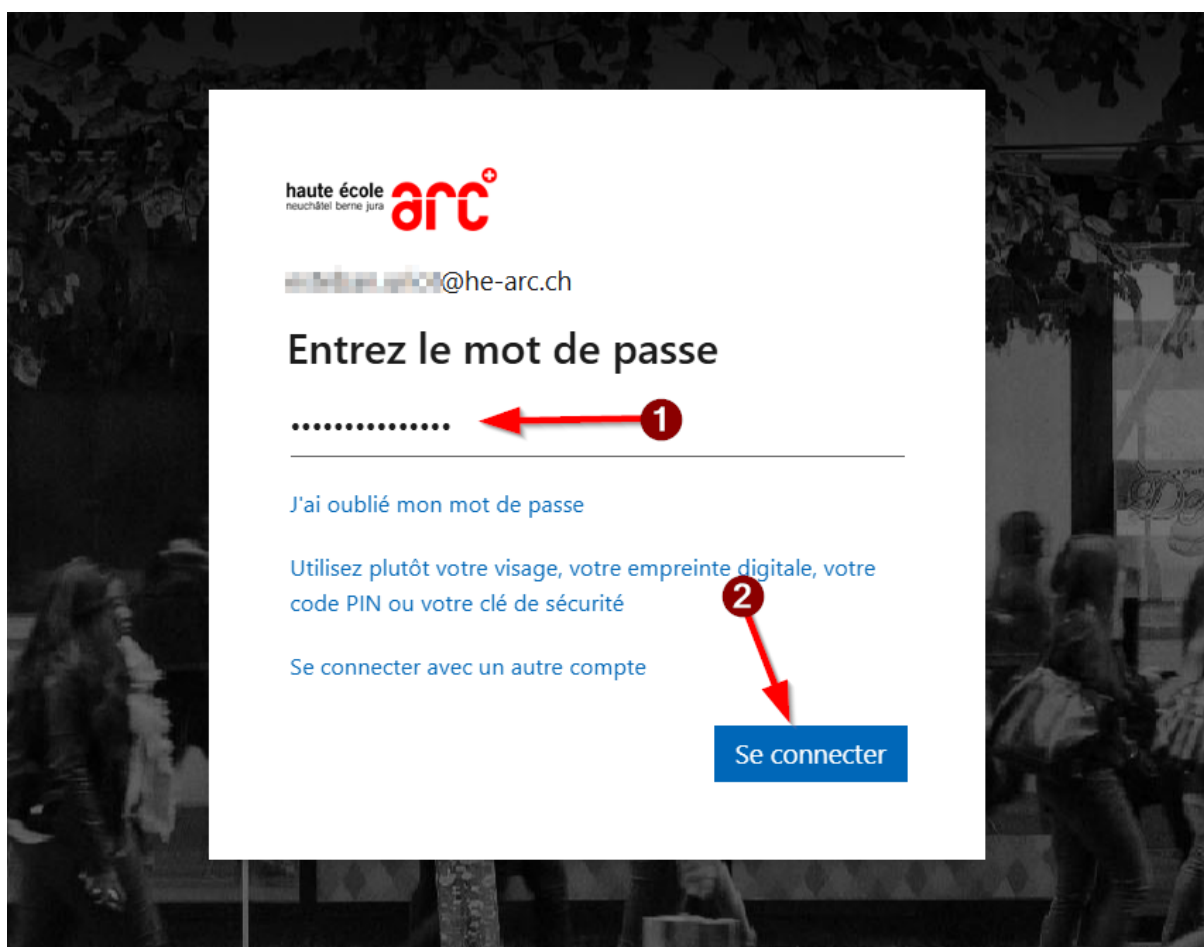 haute école arc
neuchâtel berne jura
@he-arc.ch
Entrez le mot de passe
•••••••••••••••
1
J'ai oublié mon mot de passe
Utilisez plutôt votre visage, votre empreinte digitale, votre
code PIN ou votre clé de sécurité
2
Se connecter avec un autre compte
Se connecter